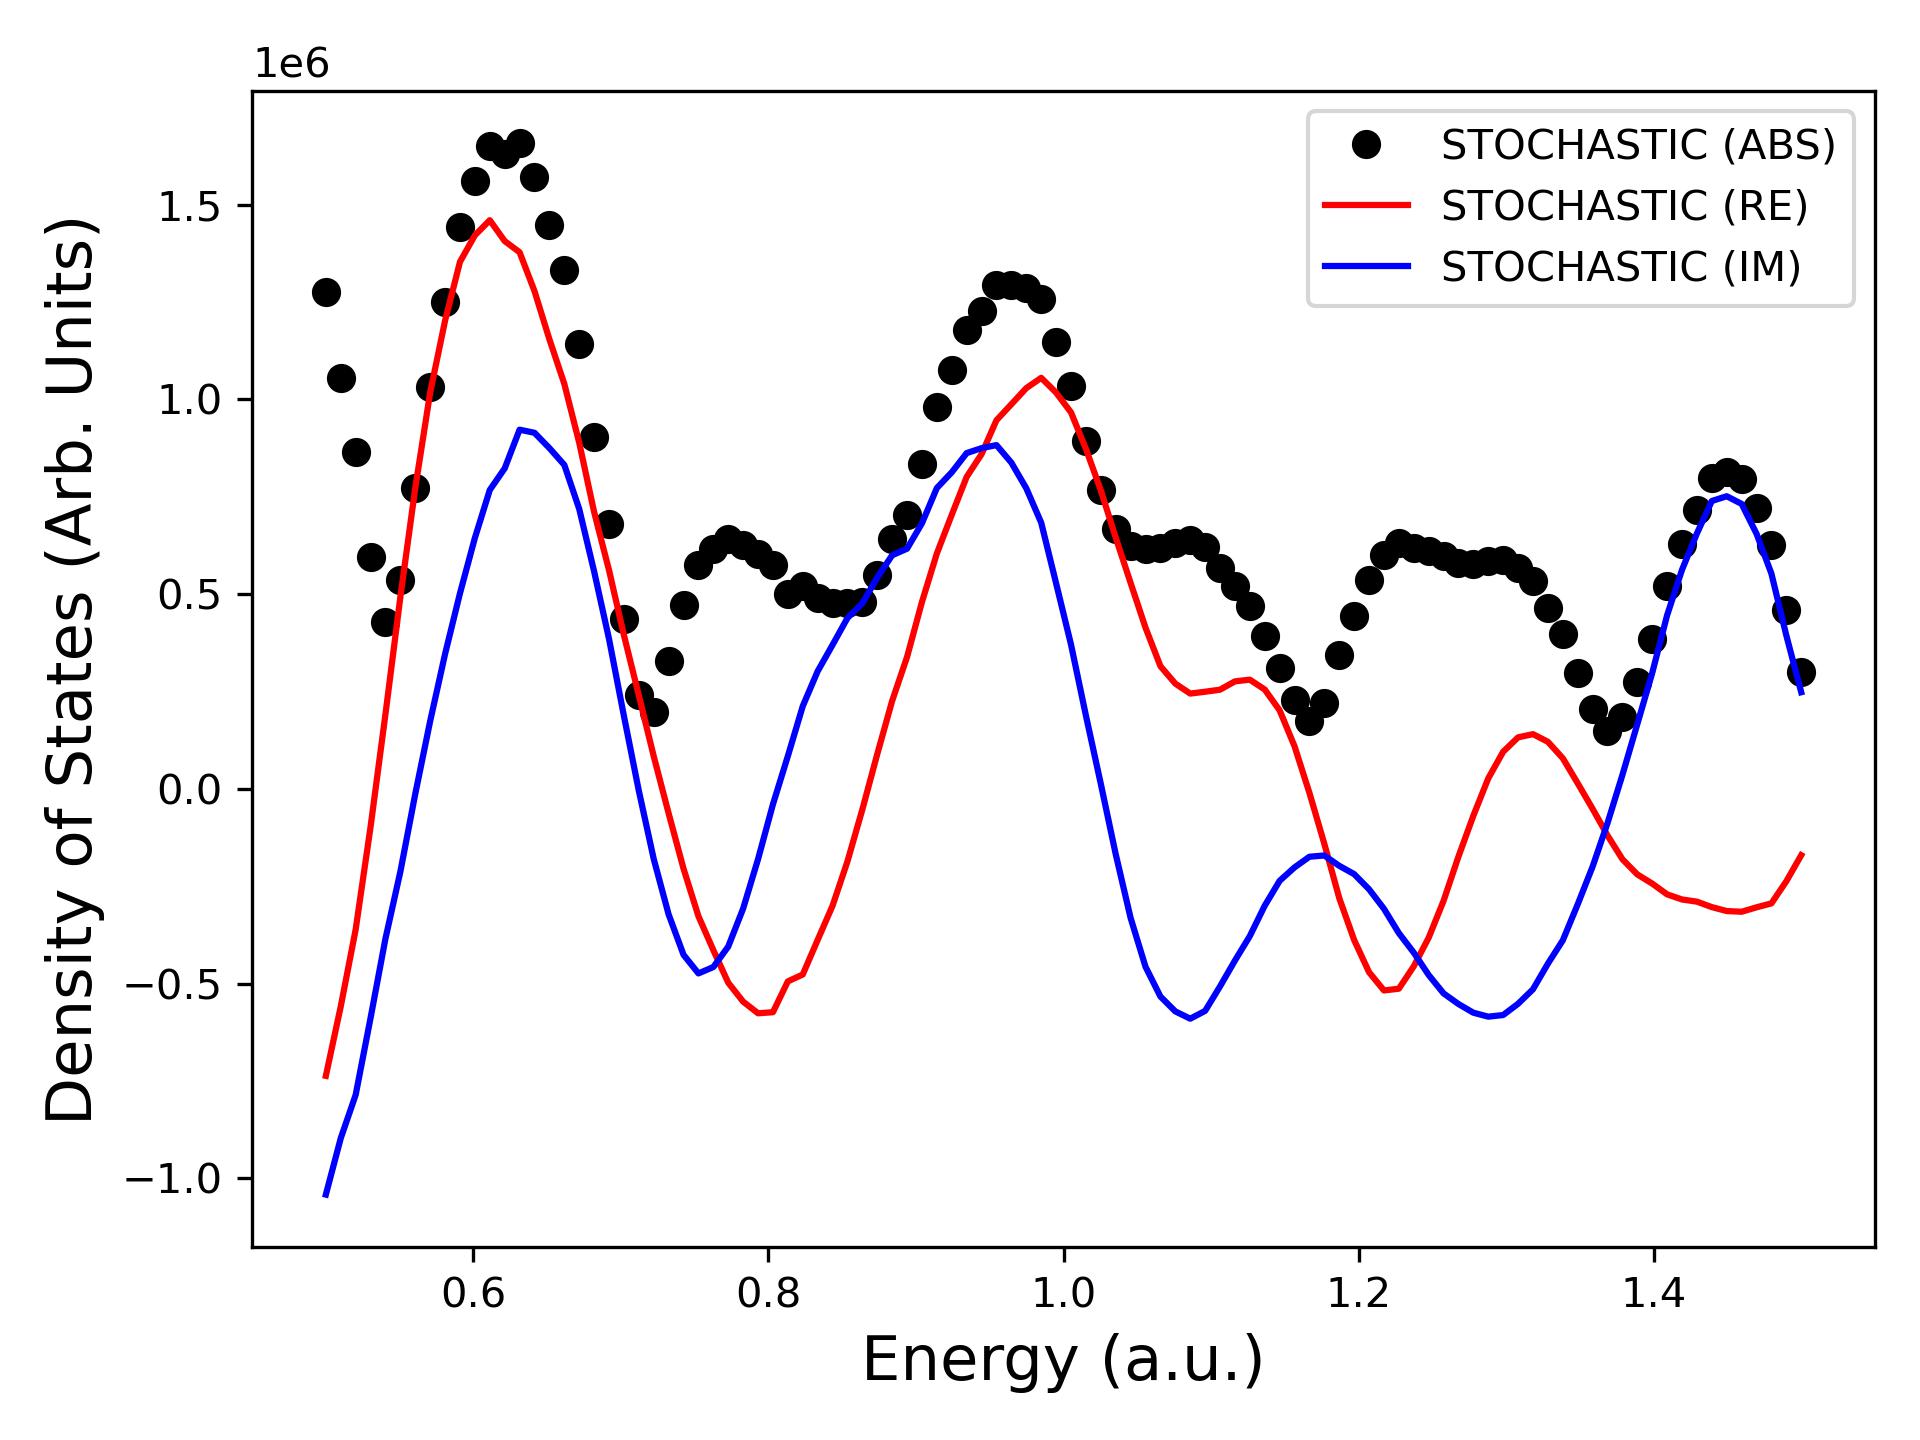 1e6
STOCHASTIC (ABS)
STOCHASTIC (RE)
STOCHASTIC (IM)
Density of States (Arb. Units)
1.5
1.0
0.5
0.0
−0.5
−1.0
0.6 0.8 1.0 1.2 1.4
Energy (a.u.)